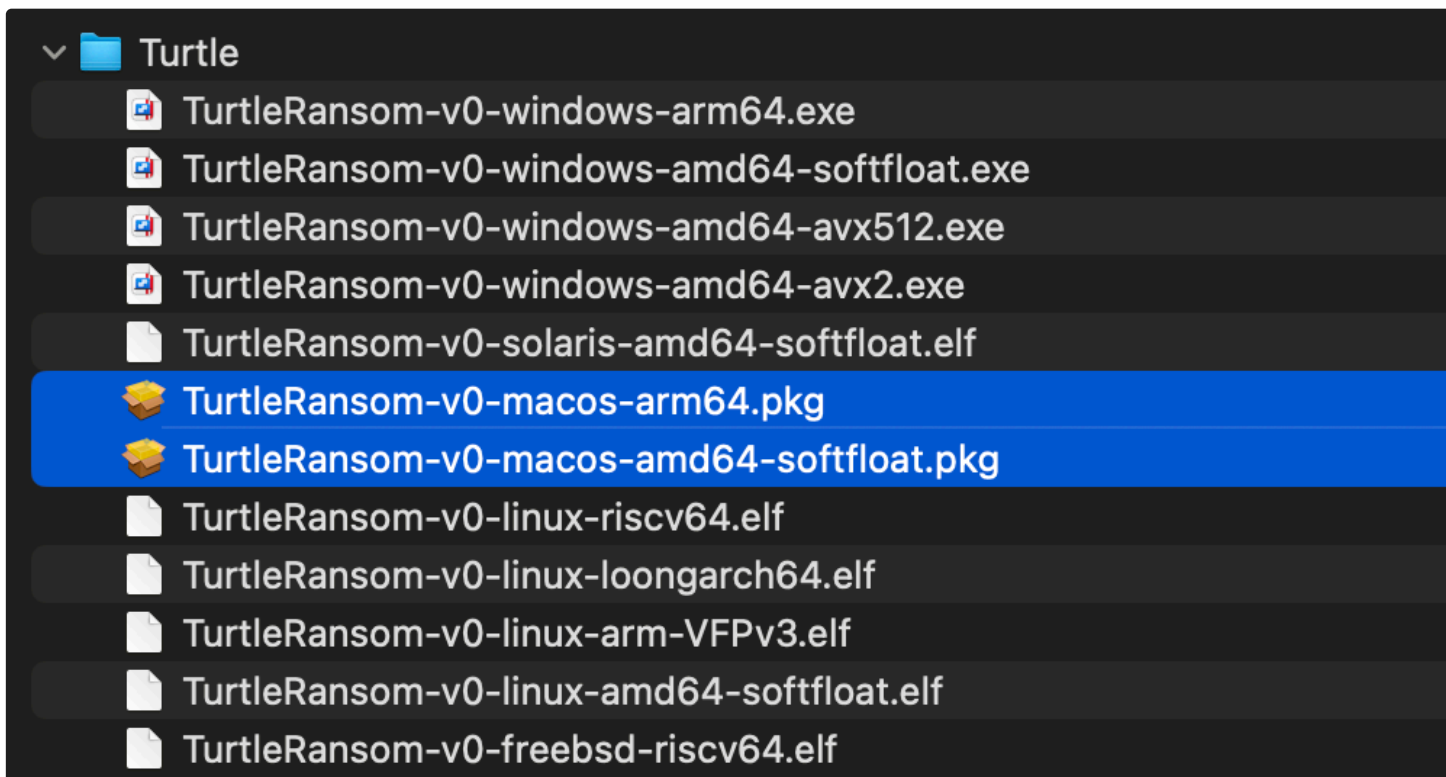 Turtle
TurtleRansom-v0-windows-arm64.exe
TurtleRansom-v0-windows-amd64-softfloat.exe
TurtleRansom-v0-windows-amd64-avx512.exe
TurtleRansom-v0-windows-amd64-avx2.exe
TurtleRansom-v0-solaris-amd64-softfloat.elf
TurtleRansom-v0-macos-arm64.pkg
TurtleRansom-v0-macos-amd64-softfloat.pkg
TurtleRansom-v0-linux-riscv64.elf
TurtleRansom-v0-linux-loongarch64.elf
TurtleRansom-v0-linux-arm-VFPv3.elf
TurtleRansom-v0-linux-amd64-softfloat.elf
TurtleRansom-v0-freebsd-riscv64.elf